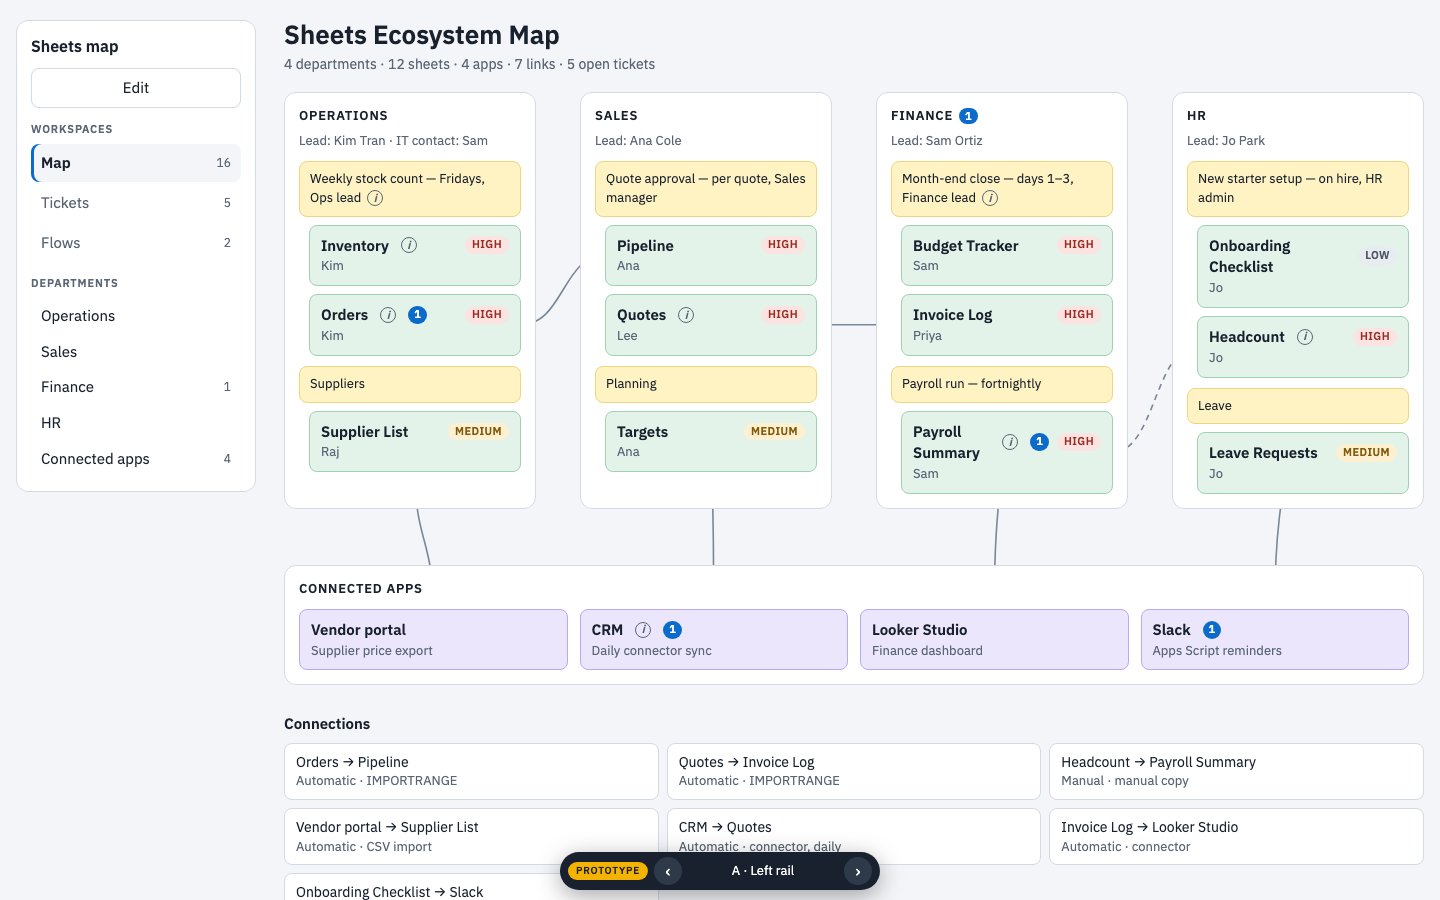 Sheets map
Edit
WORKSPACES
Map 16
Tickets 5
Flows 2
DEPARTMENTS
Operations
Sales
Finance 1
HR
Connected apps 4
Sheets Ecosystem Map
4 departments · 12 sheets · 4 apps · 7 links · 5 open tickets
OPERATIONS
Lead: Kim Tran · IT contact: Sam
Weekly stock count — Fridays,
Ops lead i
Inventory i HIGH
Kim
Orders i 1 HIGH
Kim
Suppliers
Supplier List MEDIUM
Raj
SALES
Lead: Ana Cole
Quote approval — per quote, Sales
manager
Pipeline HIGH
Ana
Quotes i HIGH
Lee
Planning
Targets MEDIUM
Ana
FINANCE 1
Lead: Sam Ortiz
Month-end close — days 1–3,
Finance lead i
Budget Tracker HIGH
Sam
Invoice Log HIGH
Priya
Payroll run — fortnightly
Payroll
Summary i 1 HIGH
Sam
HR
Lead: Jo Park
New starter setup — on hire, HR
admin
Onboarding
Checklist LOW
Jo
Headcount i HIGH
Jo
Leave
Leave Requests MEDIUM
Jo
CONNECTED APPS
Vendor portal
Supplier price export
CRM i 1
Daily connector sync
Looker Studio
Finance dashboard
Slack 1
Apps Script reminders
Connections
Orders → Pipeline
Automatic · IMPORTRANGE
Quotes → Invoice Log
Automatic · IMPORTRANGE
Headcount → Payroll Summary
Manual · manual copy
Vendor portal → Supplier List
Automatic · CSV import
CRM → Quotes
Automatic · connector, daily
Invoice Log → Looker Studio
Automatic · connector
Onboarding Checklist → Slack
PROTOTYPE ‹ A · Left rail ›